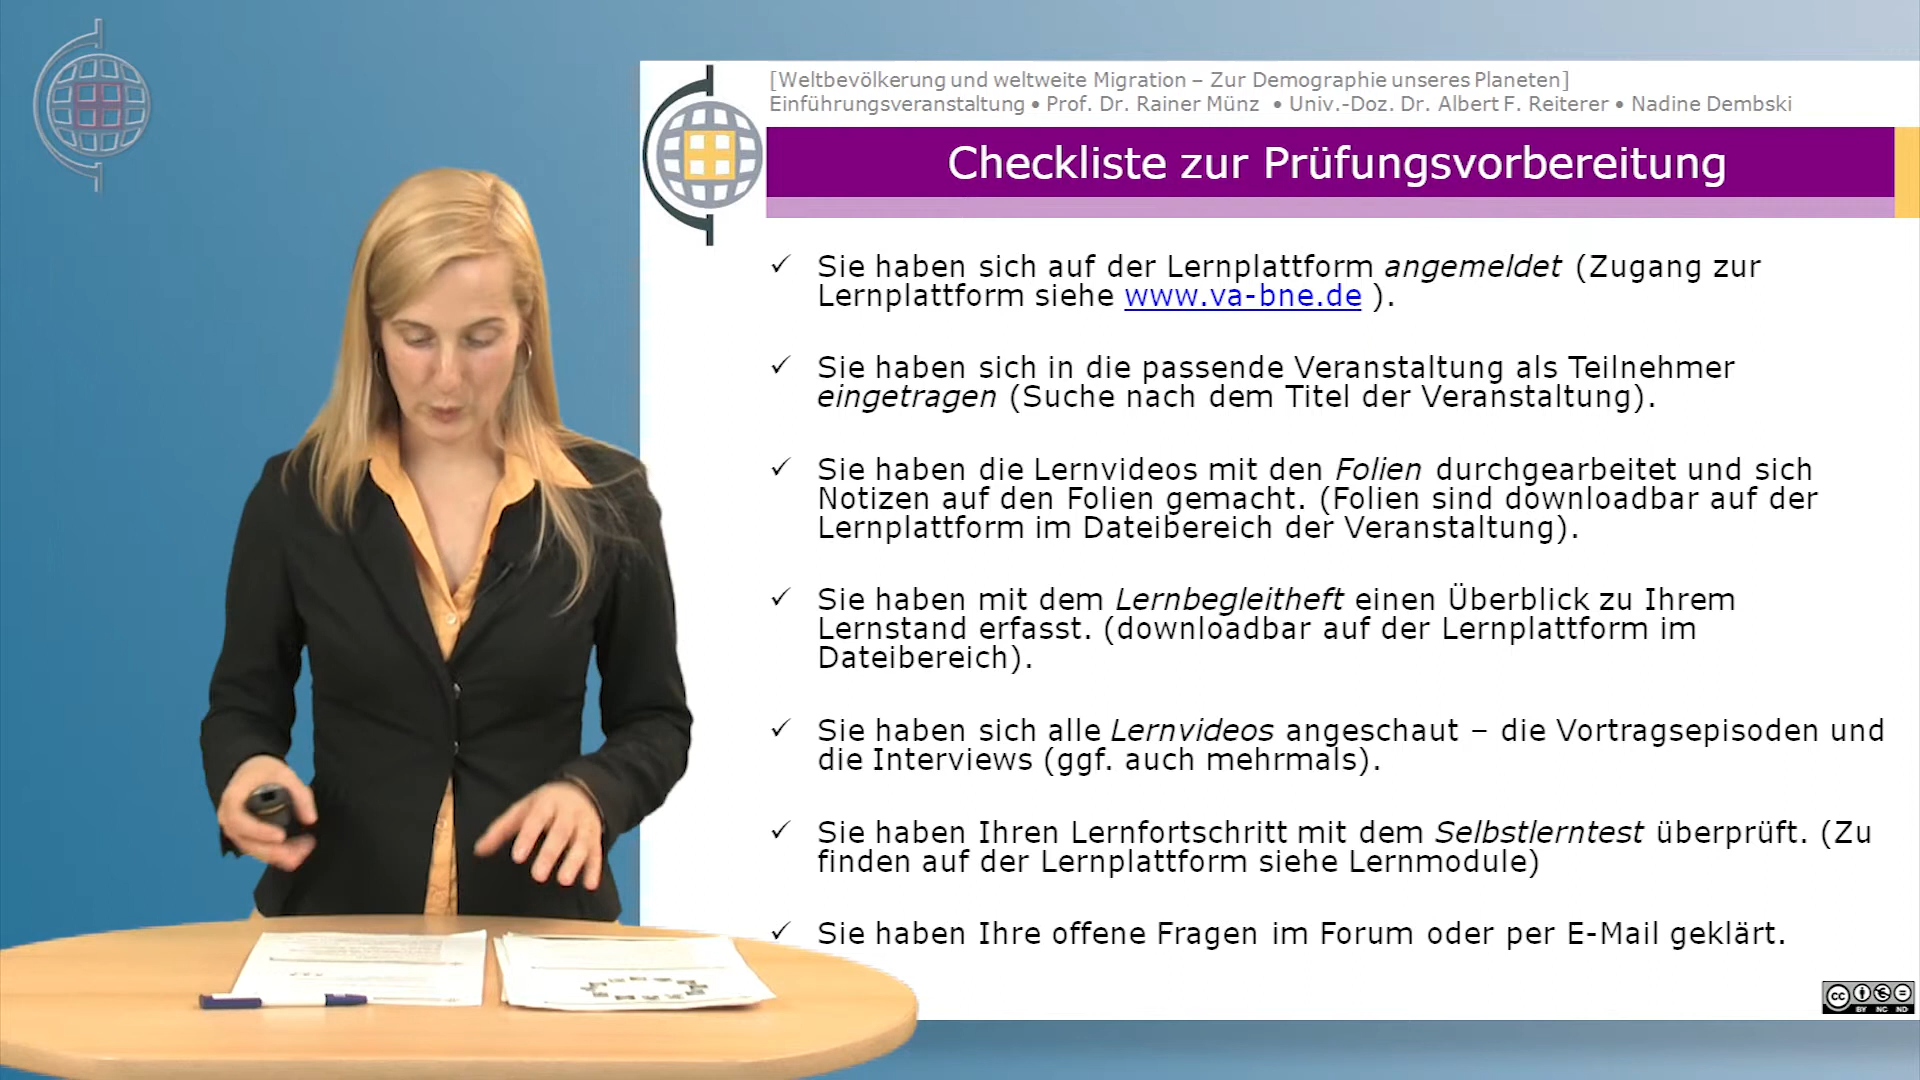 [Weltbevölkerung und weltweite Migration – Zur Demographie unseres Planeten]
Einführungsveranstaltung • Prof. Dr. Rainer Münz • Univ.-Doz. Dr. Albert F. Reiterer • Nadine Dembski
Checkliste zur Prüfungsvorbereitung
✓ Sie haben sich auf der Lernplattform angemeldet (Zugang zur
Lernplattform siehe www.va-bne.de ).
✓ Sie haben sich in die passende Veranstaltung als Teilnehmer
eingetragen (Suche nach dem Titel der Veranstaltung).
✓ Sie haben die Lernvideos mit den Folien durchgearbeitet und sich
Notizen auf den Folien gemacht. (Folien sind downloadbar auf der
Lernplattform im Dateibereich der Veranstaltung).
✓ Sie haben mit dem Lernbegleitheft einen Überblick zu Ihrem
Lernstand erfasst. (downloadbar auf der Lernplattform im
Dateibereich).
✓ Sie haben sich alle Lernvideos angeschaut – die Vortragsepisoden und
die Interviews (ggf. auch mehrmals).
✓ Sie haben Ihren Lernfortschritt mit dem Selbstlerntest überprüft. (Zu
finden auf der Lernplattform siehe Lernmodule)
✓ Sie haben Ihre offene Fragen im Forum oder per E-Mail geklärt.
cc
BY NC ND